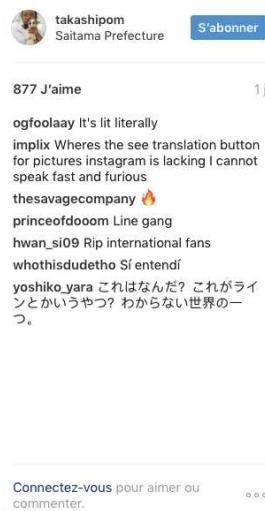 takashipom
Saitama Prefecture
S'abonner
877 J'aime
1 j
ogfoolaay It's lit literally
implix Wheres the see translation button
for pictures instagram is lacking I cannot
speak fast and furious
thesavagecompany 🔥
princeofdooom Line gang
hwan_si09 Rip international fans
whothisdudetho Sí entendí
yoshiko_yara これはなんだ？これがライ
ンとかいうやつ？わからない世界の一
つ。
Connectez-vous pour aimer ou
commenter.